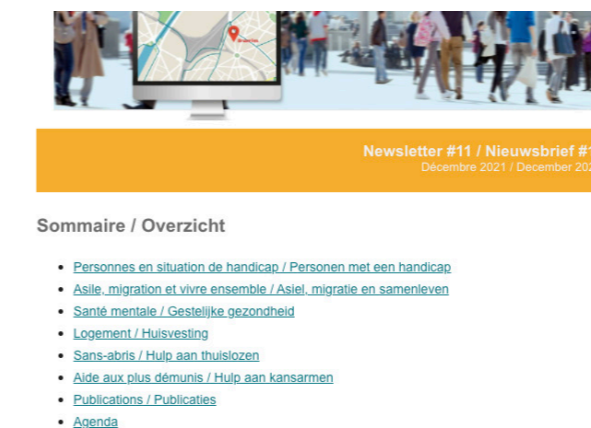 Newsletter #11 / Nieuwsbrief #1
Décembre 2021 / December 202
Sommaire / Overzicht
Personnes en situation de handicap / Personen met een handicap
Asile, migration et vivre ensemble / Asiel, migratie en samenleven
Santé mentale / Gestelijke gezondheid
Logement / Huisvesting
Sans-abris / Hulp aan thuislozen
Aide aux plus démunis / Hulp aan kansarmen
Publications / Publicaties
Agenda